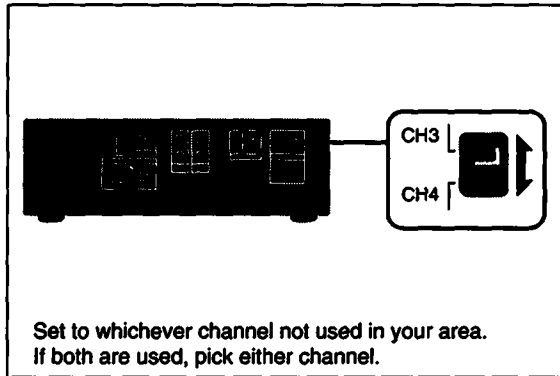 CH3
CH4
Set to whichever channel not used in your area.
If both are used, pick either channel.